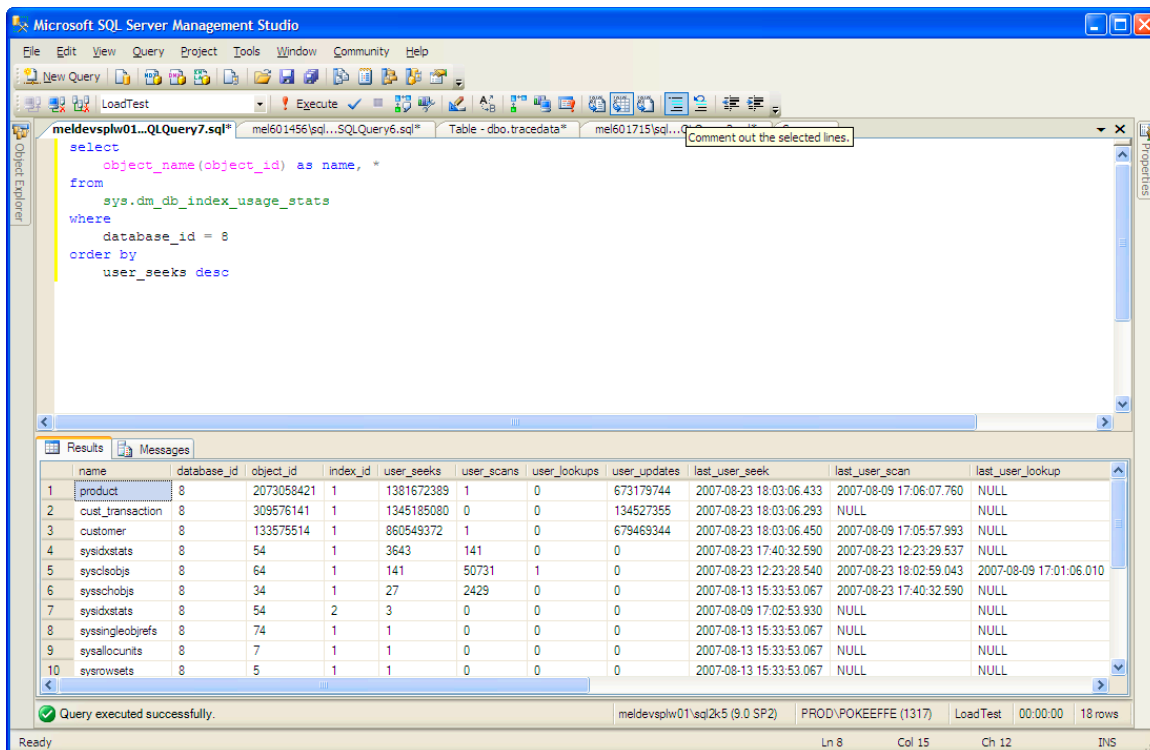 Microsoft SQL Server Management Studio
File Edit View Query Project Tools Window Community Help
New Query
LoadTest Execute
meldevsplw01...QLQuery7.sql* mel601456\sql...SQLQuery6.sql* Table - dbo.tracedata* mel601715\sql...
Comment out the selected lines.
Object Explorer
Properties
select
object_name(object_id) as name, *
from
sys.dm_db_index_usage_stats
where
database_id = 8
order by
user_seeks desc
Results Messages
name database_id object_id index_id user_seeks user_scans user_lookups user_updates last_user_seek last_user_scan last_user_lookup
1 product 8 2073058421 1 1381672389 1 0 673179744 2007-08-23 18:03:06.433 2007-08-09 17:06:07.760 NULL
2 cust_transaction 8 309576141 1 1345185080 0 0 134527355 2007-08-23 18:03:06.293 NULL NULL
3 customer 8 133575514 1 860549372 1 0 679469344 2007-08-23 18:03:06.450 2007-08-09 17:05:57.993 NULL
4 sysidxstats 8 54 1 3643 141 0 0 2007-08-23 17:40:32.590 2007-08-23 12:23:29.537 NULL
5 sysclsobjs 8 64 1 141 50731 1 0 2007-08-23 12:23:28.540 2007-08-23 18:02:59.043 2007-08-09 17:01:06.010
6 sysschobjs 8 34 1 27 2429 0 0 2007-08-13 15:33:53.067 2007-08-23 17:40:32.590 NULL
7 sysidxstats 8 54 2 3 0 0 0 2007-08-09 17:02:53.930 NULL NULL
8 syssingleobjrefs 8 74 1 1 0 0 0 2007-08-13 15:33:53.067 NULL NULL
9 sysallocunits 8 7 1 1 0 0 0 2007-08-13 15:33:53.067 NULL NULL
10 sysrowsets 8 5 1 1 0 0 0 2007-08-13 15:33:53.067 NULL NULL
Query executed successfully. meldevsplw01\sql2k5 (9.0 SP2) PROD\POKEEFFE (1317) LoadTest 00:00:00 18 rows
Ready Ln 8 Col 15 Ch 12 INS